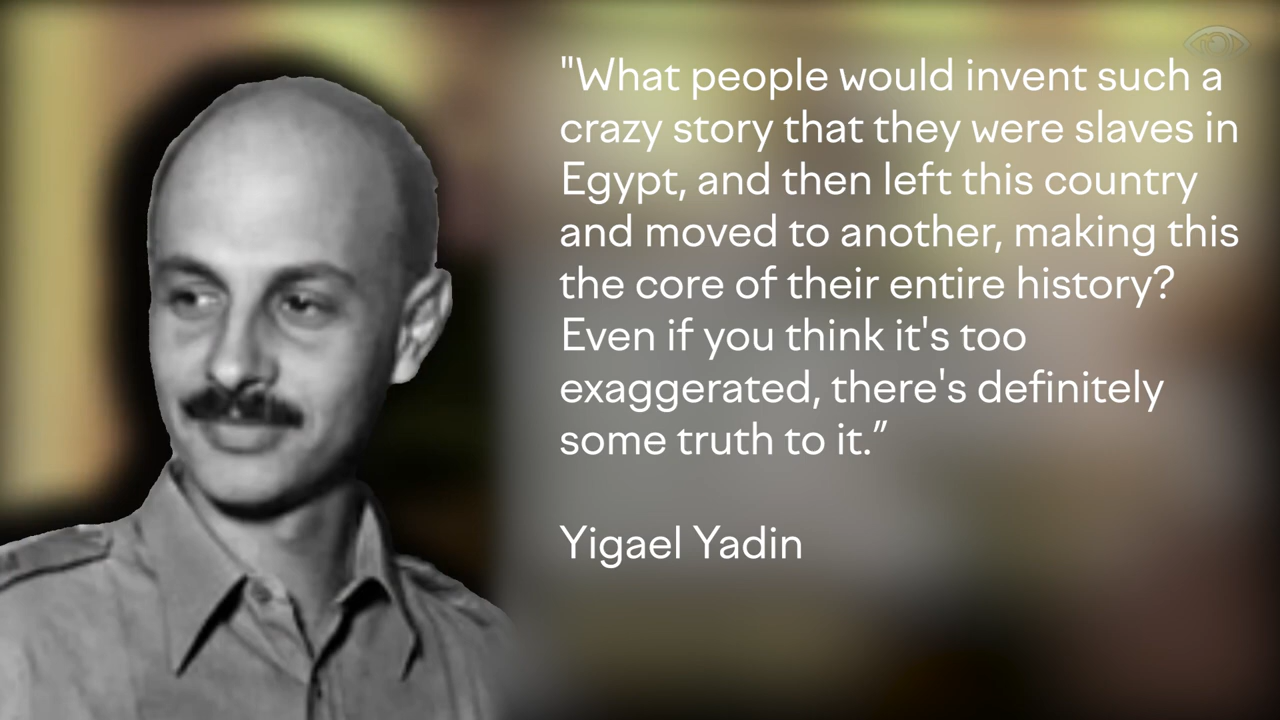 "What people would invent such a
crazy story that they were slaves in
Egypt, and then left this country
and moved to another, making this
the core of their entire history?
Even if you think it's too
exaggerated, there's definitely
some truth to it.”
Yigael Yadin